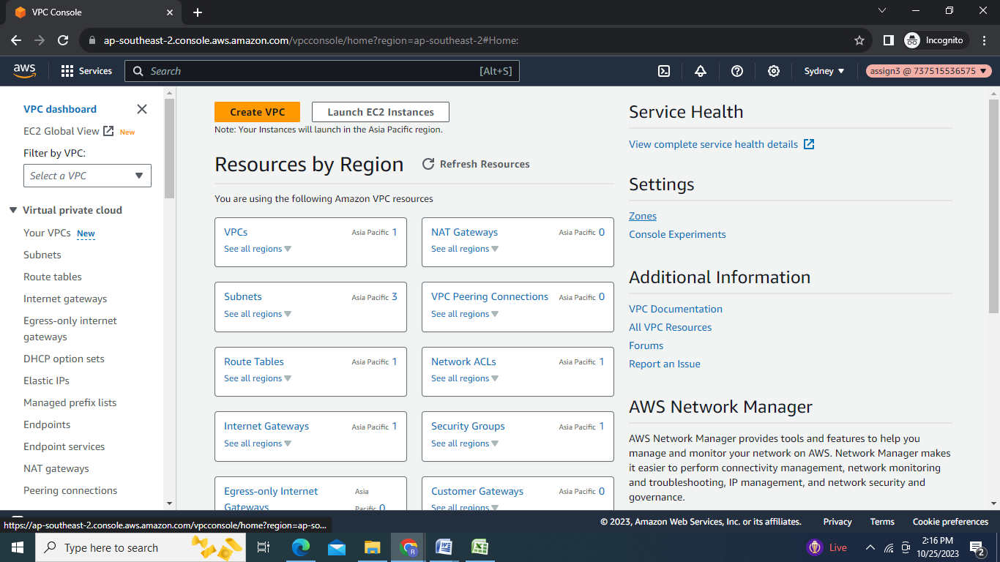 VPC Console
ap-southeast-2.console.aws.amazon.com/vpcconsole/home?region=ap-southeast-2#Home:
Incognito
aws
Services
Search
[Alt+S]
Sydney
assign3 @ 737515536575
VPC dashboard
EC2 Global View New
Filter by VPC:
Select a VPC
Virtual private cloud
Your VPCs New
Subnets
Route tables
Internet gateways
Egress-only internet
gateways
DHCP option sets
Elastic IPs
Managed prefix lists
Endpoints
Endpoint services
NAT gateways
Peering connections
Create VPC
Launch EC2 Instances
Note: Your Instances will launch in the Asia Pacific region.
Resources by Region
Refresh Resources
You are using the following Amazon VPC resources
VPCs Asia Pacific 1
See all regions
NAT Gateways Asia Pacific 0
See all regions
Subnets Asia Pacific 3
See all regions
VPC Peering Connections Asia Pacific 0
See all regions
Route Tables Asia Pacific 1
See all regions
Network ACLs Asia Pacific 1
See all regions
Internet Gateways Asia Pacific 1
See all regions
Security Groups Asia Pacific 1
See all regions
Egress-only Internet Asia
Gateways Pacific 0
Customer Gateways Asia Pacific 0
See all regions
Service Health
View complete service health details
Settings
Zones
Console Experiments
Additional Information
VPC Documentation
All VPC Resources
Forums
Report an Issue
AWS Network Manager
AWS Network Manager provides tools and features to help you
manage and monitor your network on AWS. Network Manager makes
it easier to perform connectivity management, network monitoring
and troubleshooting, IP management, and network security and
governance.
https://ap-southeast-2.console.aws.amazon.com/vpcconsole/home?region=ap-so...
© 2023, Amazon Web Services, Inc. or its affiliates.
Privacy
Terms
Cookie preferences
Type here to search
R
Live
2:16 PM
10/25/2023
2